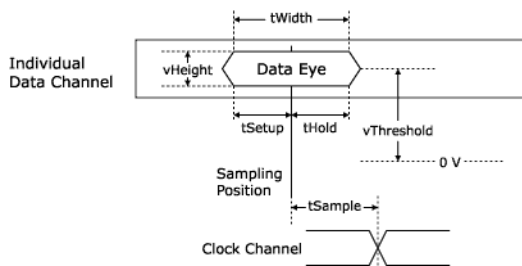 tWidth
Individual
Data Channel
vHeight
Data Eye
tSetup
tHold
vThreshold
0 V
Sampling
Position
tSample
Clock Channel